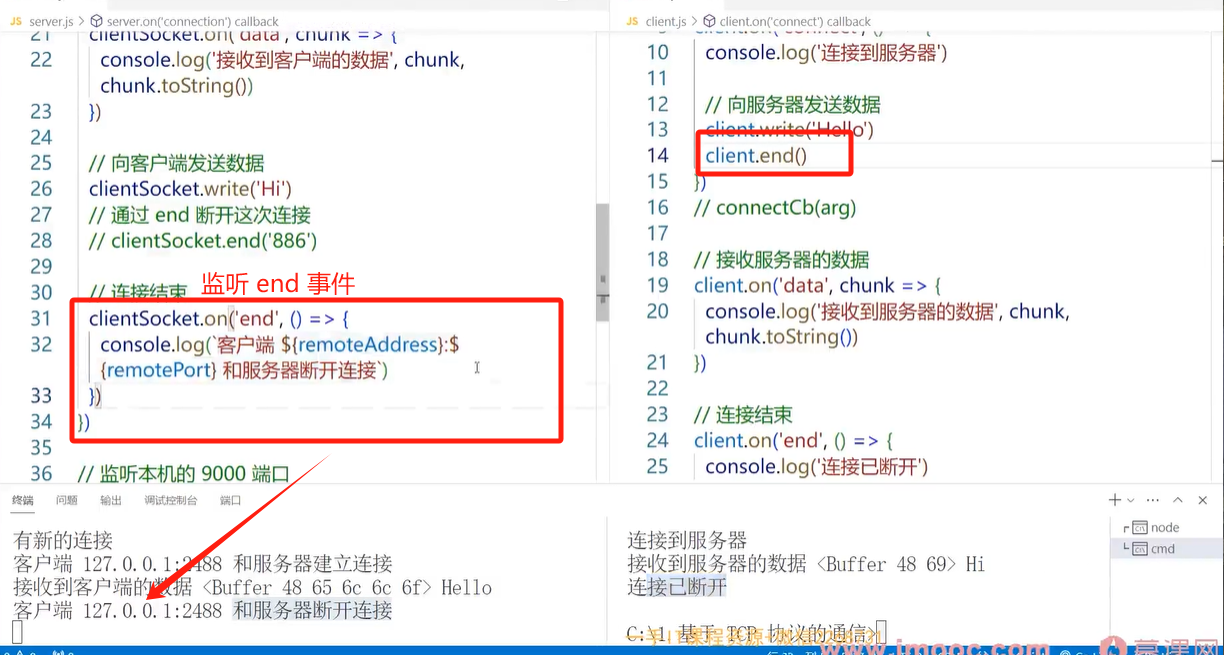 JS server.js > server.on('connection') callback
21 clientSocket.on('data', chunk => {
22 console.log('接收到客户端的数据', chunk,
chunk.toString())
23 })
24
25 // 向客户端发送数据
26 clientSocket.write('Hi')
27 // 通过 end 断开这次连接
28 // clientSocket.end('886')
29
监听 end 事件
30 // 连接结束
31 clientSocket.on('end', () => {
32 console.log(`客户端 ${remoteAddress}:$
{remotePort} 和服务器断开连接`)
33 })
34 })
35
36 // 监听本机的 9000 端口
JS client.js > client.on('connect') callback
10 console.log('连接到服务器')
11
12 // 向服务器发送数据
13 client.write('Hello')
14 client.end()
15 })
16 // connectCb(arg)
17
18 // 接收服务器的数据
19 client.on('data', chunk => {
20 console.log('接收到服务器的数据', chunk,
chunk.toString())
21 })
22
23 // 连接结束
24 client.on('end', () => {
25 console.log('连接已断开')
终端 问题 输出 调试控制台 端口
有新的连接
客户端 127.0.0.1:2488 和服务器建立连接
接收到客户端的数据 <Buffer 48 65 6c 6c 6f> Hello
客户端 127.0.0.1:2488 和服务器断开连接
连接到服务器
接收到服务器的数据 <Buffer 48 69> Hi
连接已断开
C:\1 基于 TCP 协议的通信>
node
cmd
www.imooc.com 慕课网